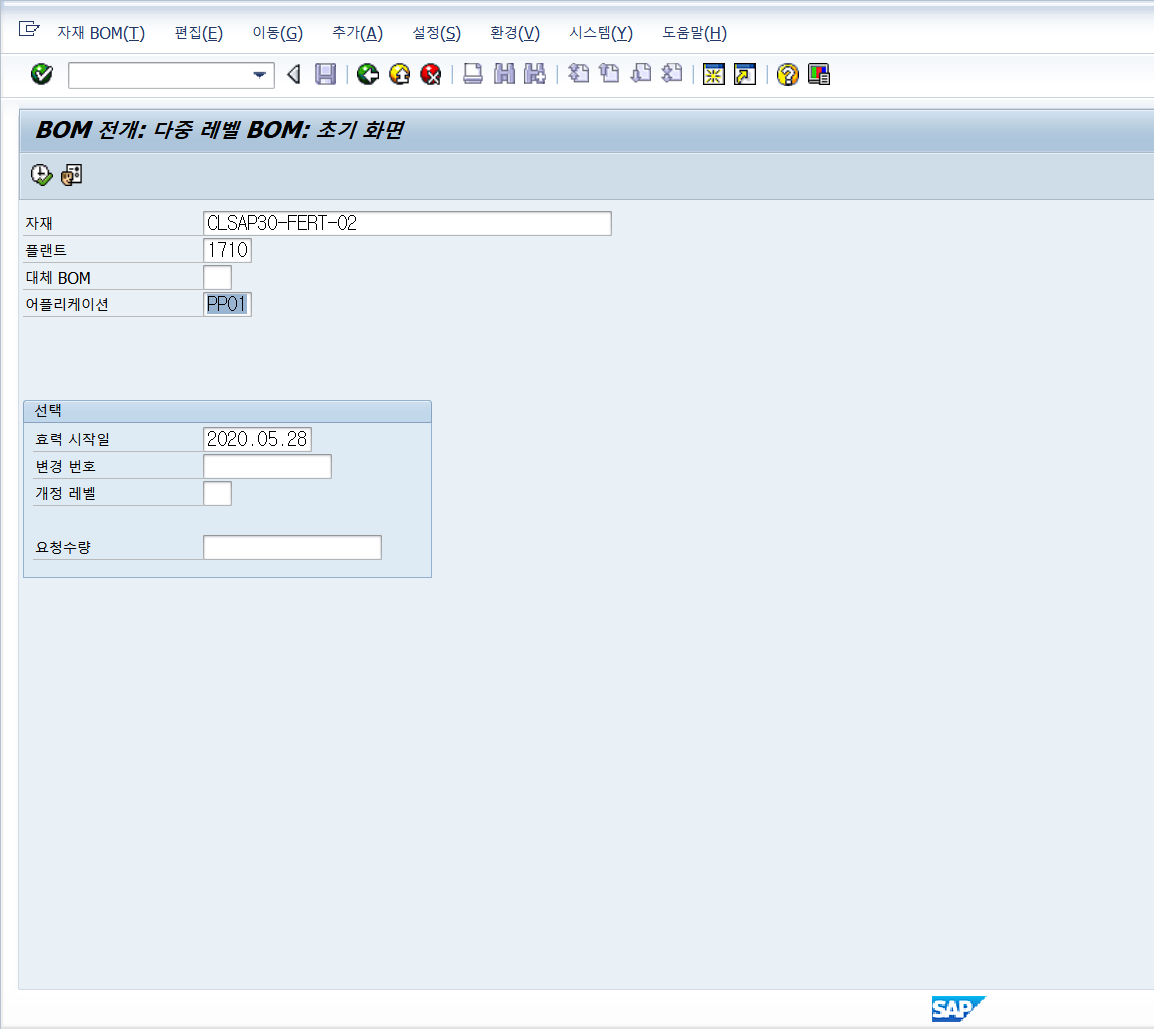 자재 BOM(T) 편집(E) 이동(G) 추가(A) 설정(S) 환경(V) 시스템(Y) 도움말(H)
BOM 전개: 다중 레벨 BOM: 초기 화면
자재 CLSAP30-FERT-02
플랜트 1710
대체 BOM
어플리케이션 PP01
선택
효력 시작일 2020.05.28
변경 번호
개정 레벨
요청수량
SAP